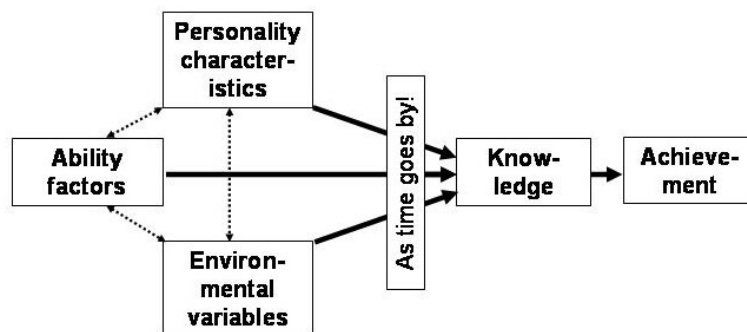 Personality
character-
istics
Ability
factors
Environ-
mental
variables
As time goes by!
Know-
ledge
Achieve-
ment